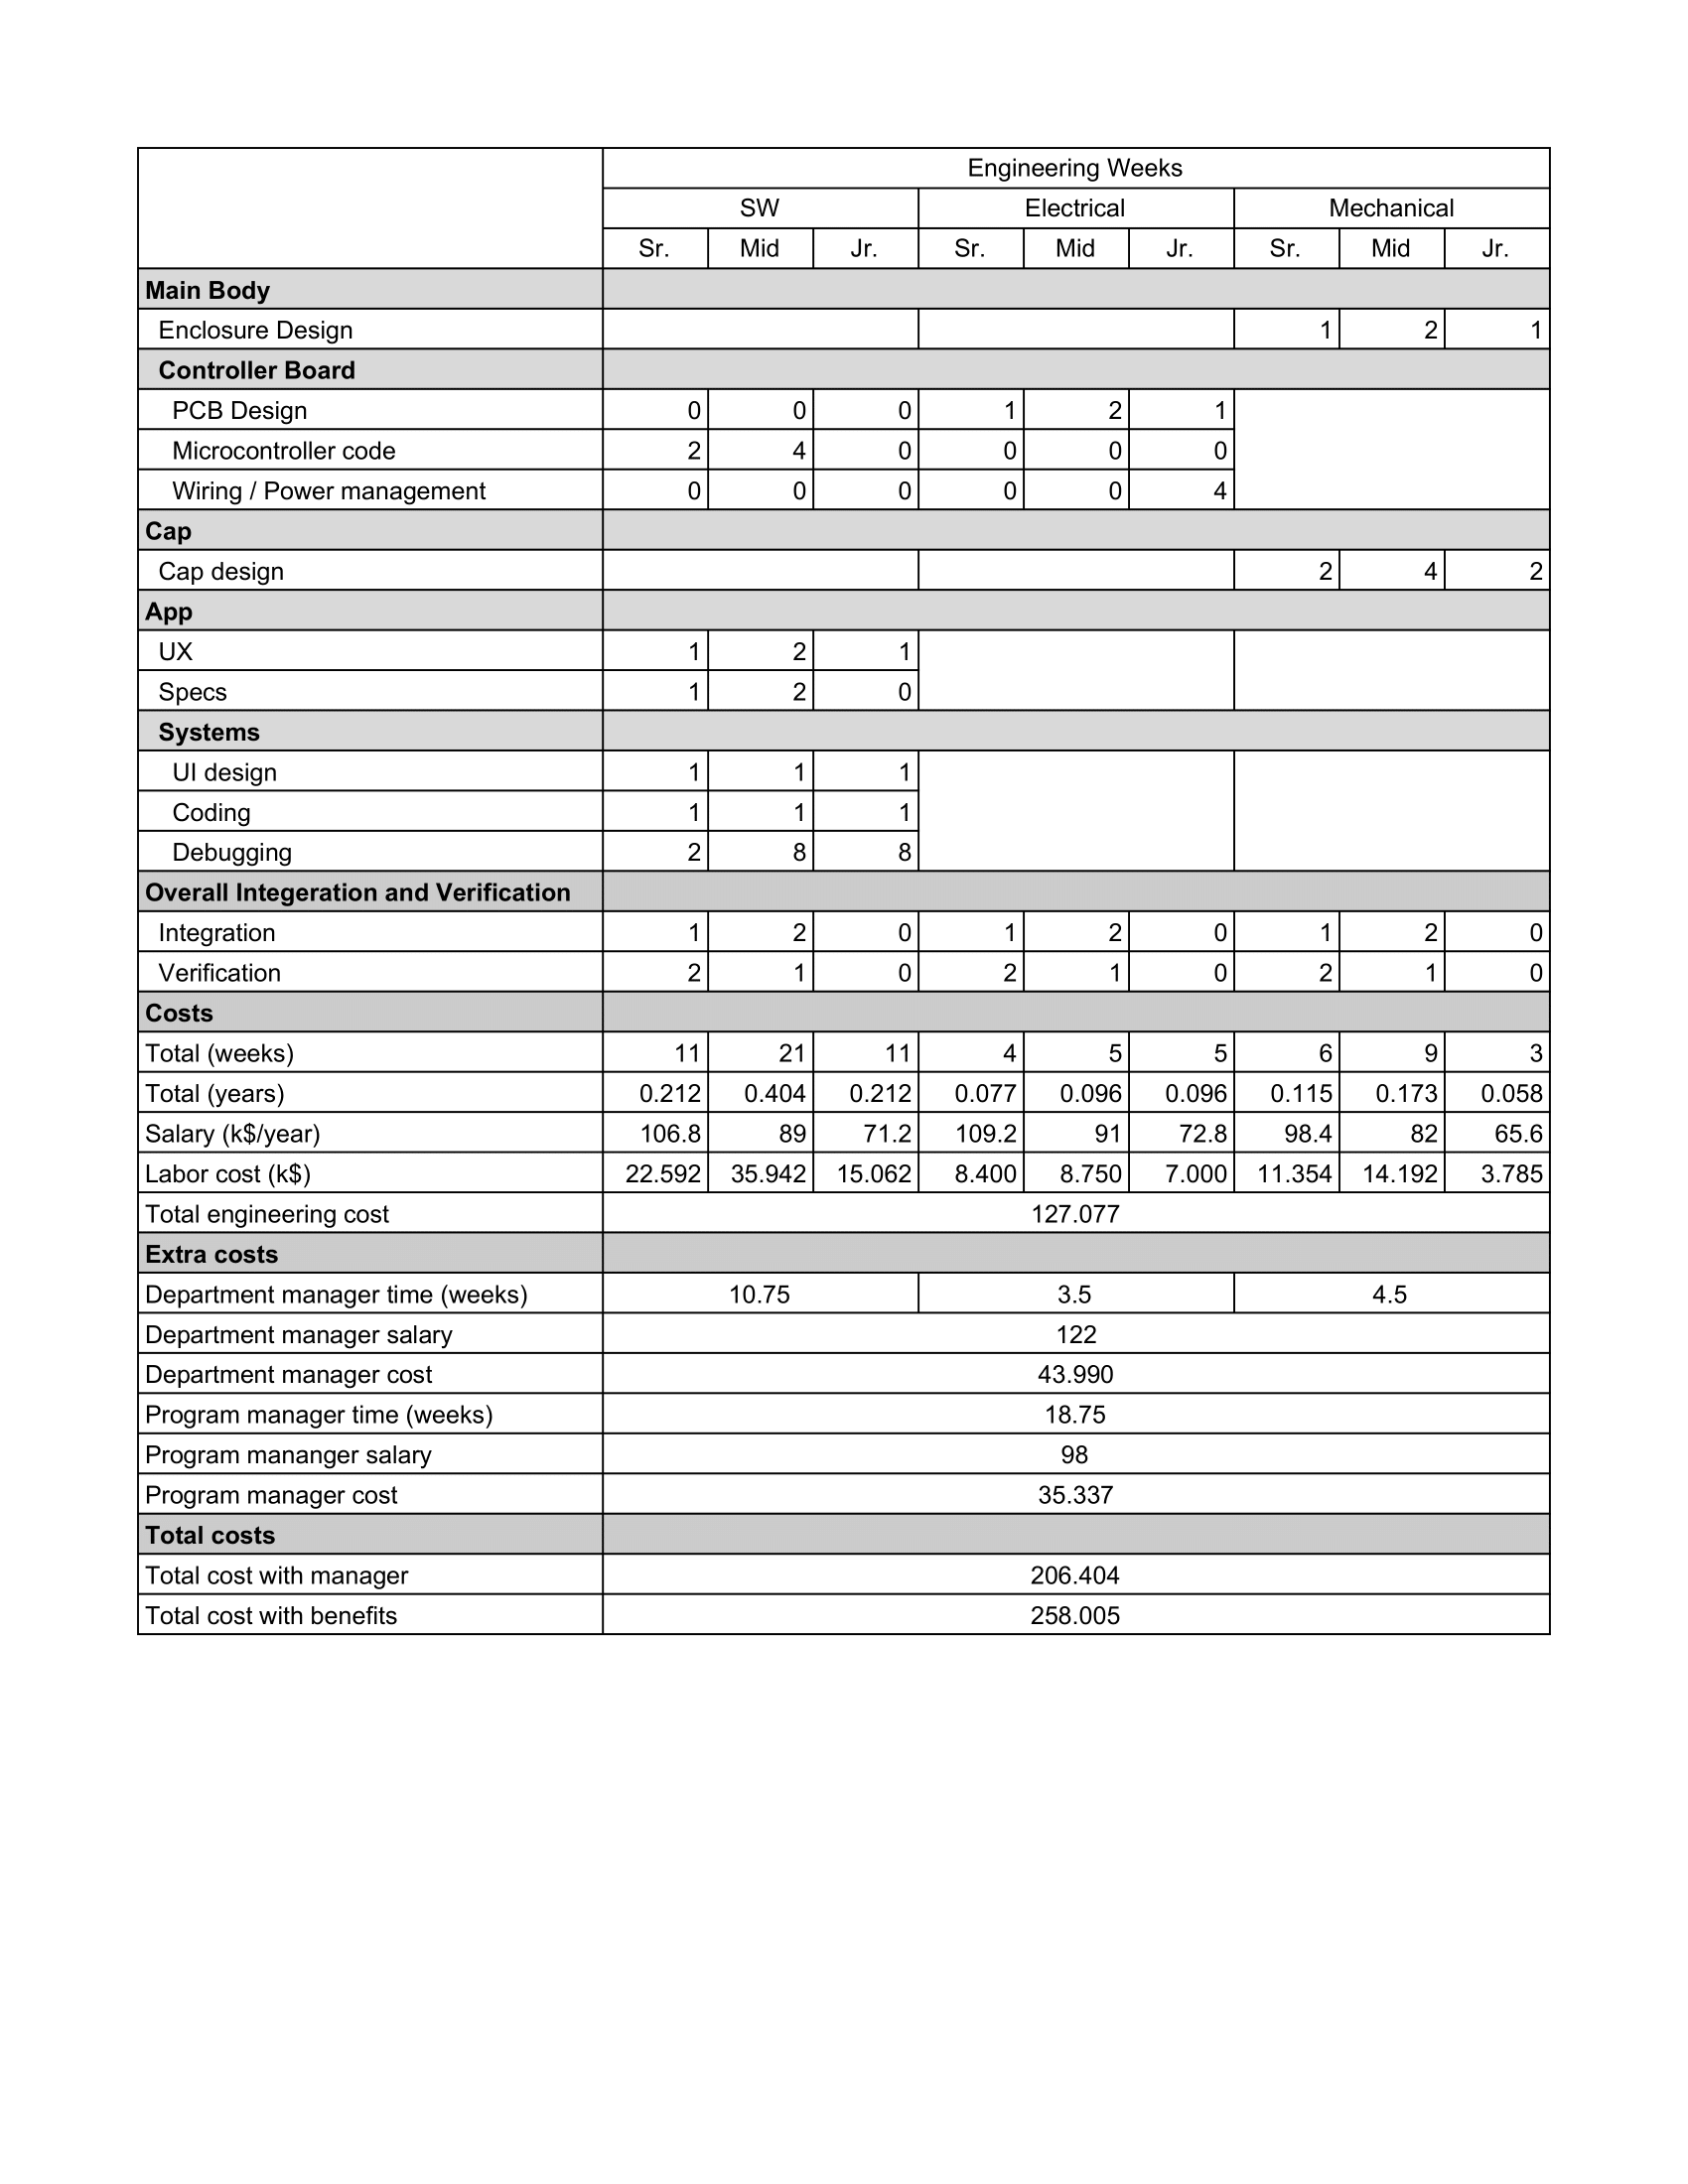 Engineering Weeks
SW Electrical Mechanical
Sr. Mid Jr. Sr. Mid Jr. Sr. Mid Jr.
Main Body
Enclosure Design 1 2 1
Controller Board
PCB Design 0 0 0 1 2 1
Microcontroller code 2 4 0 0 0 0
Wiring / Power management 0 0 0 0 0 4
Cap
Cap design 2 4 2
App
UX 1 2 1
Specs 1 2 0
Systems
UI design 1 1 1
Coding 1 1 1
Debugging 2 8 8
Overall Integeration and Verification
Integration 1 2 0 1 2 0 1 2 0
Verification 2 1 0 2 1 0 2 1 0
Costs
Total (weeks) 11 21 11 4 5 5 6 9 3
Total (years) 0.212 0.404 0.212 0.077 0.096 0.096 0.115 0.173 0.058
Salary (k$/year) 106.8 89 71.2 109.2 91 72.8 98.4 82 65.6
Labor cost (k$) 22.592 35.942 15.062 8.400 8.750 7.000 11.354 14.192 3.785
Total engineering cost 127.077
Extra costs
Department manager time (weeks) 10.75 3.5 4.5
Department manager salary 122
Department manager cost 43.990
Program manager time (weeks) 18.75
Program mananger salary 98
Program manager cost 35.337
Total costs
Total cost with manager 206.404
Total cost with benefits 258.005